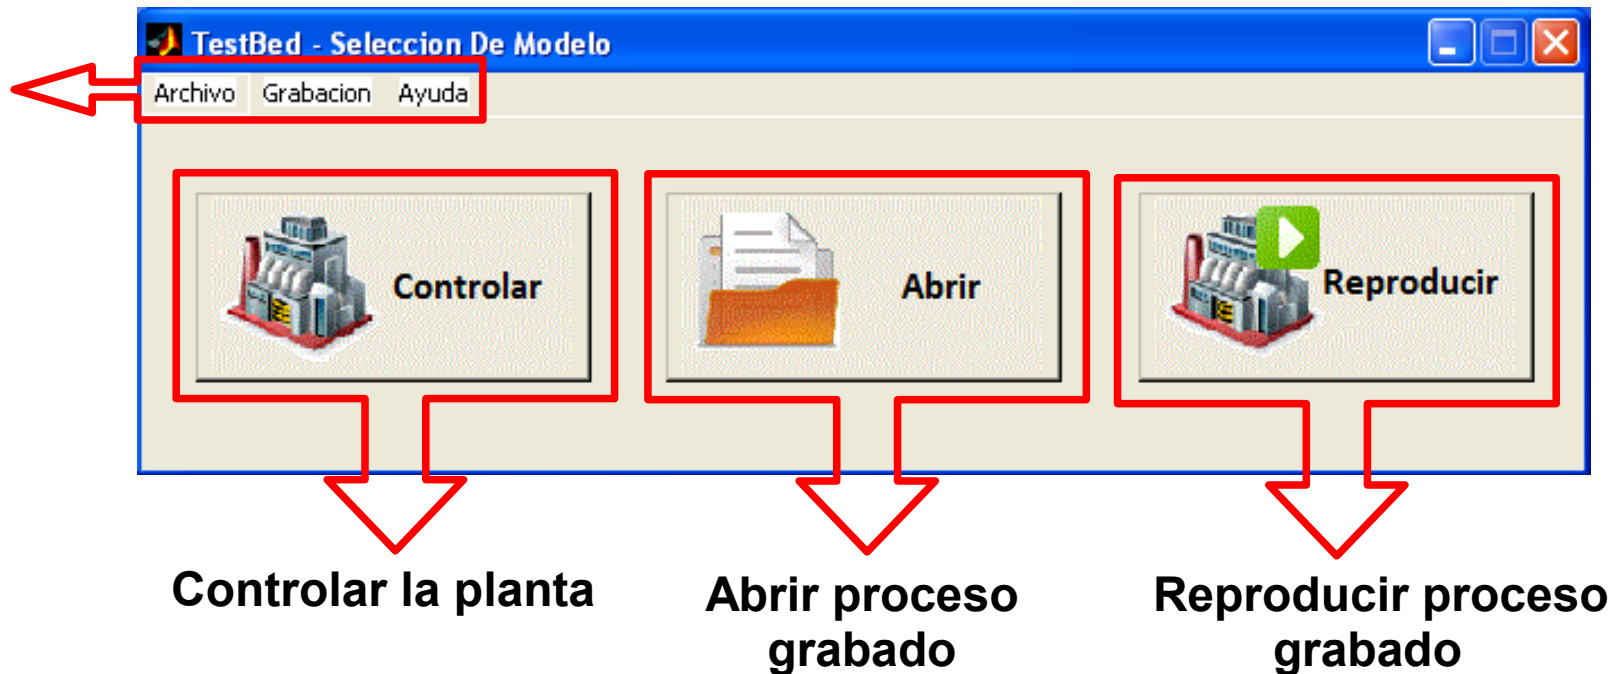 TestBed - Seleccion De Modelo
Archivo Grabacion Ayuda
Controlar
Abrir
Reproducir
Controlar la planta
Abrir proceso
grabado
Reproducir proceso
grabado